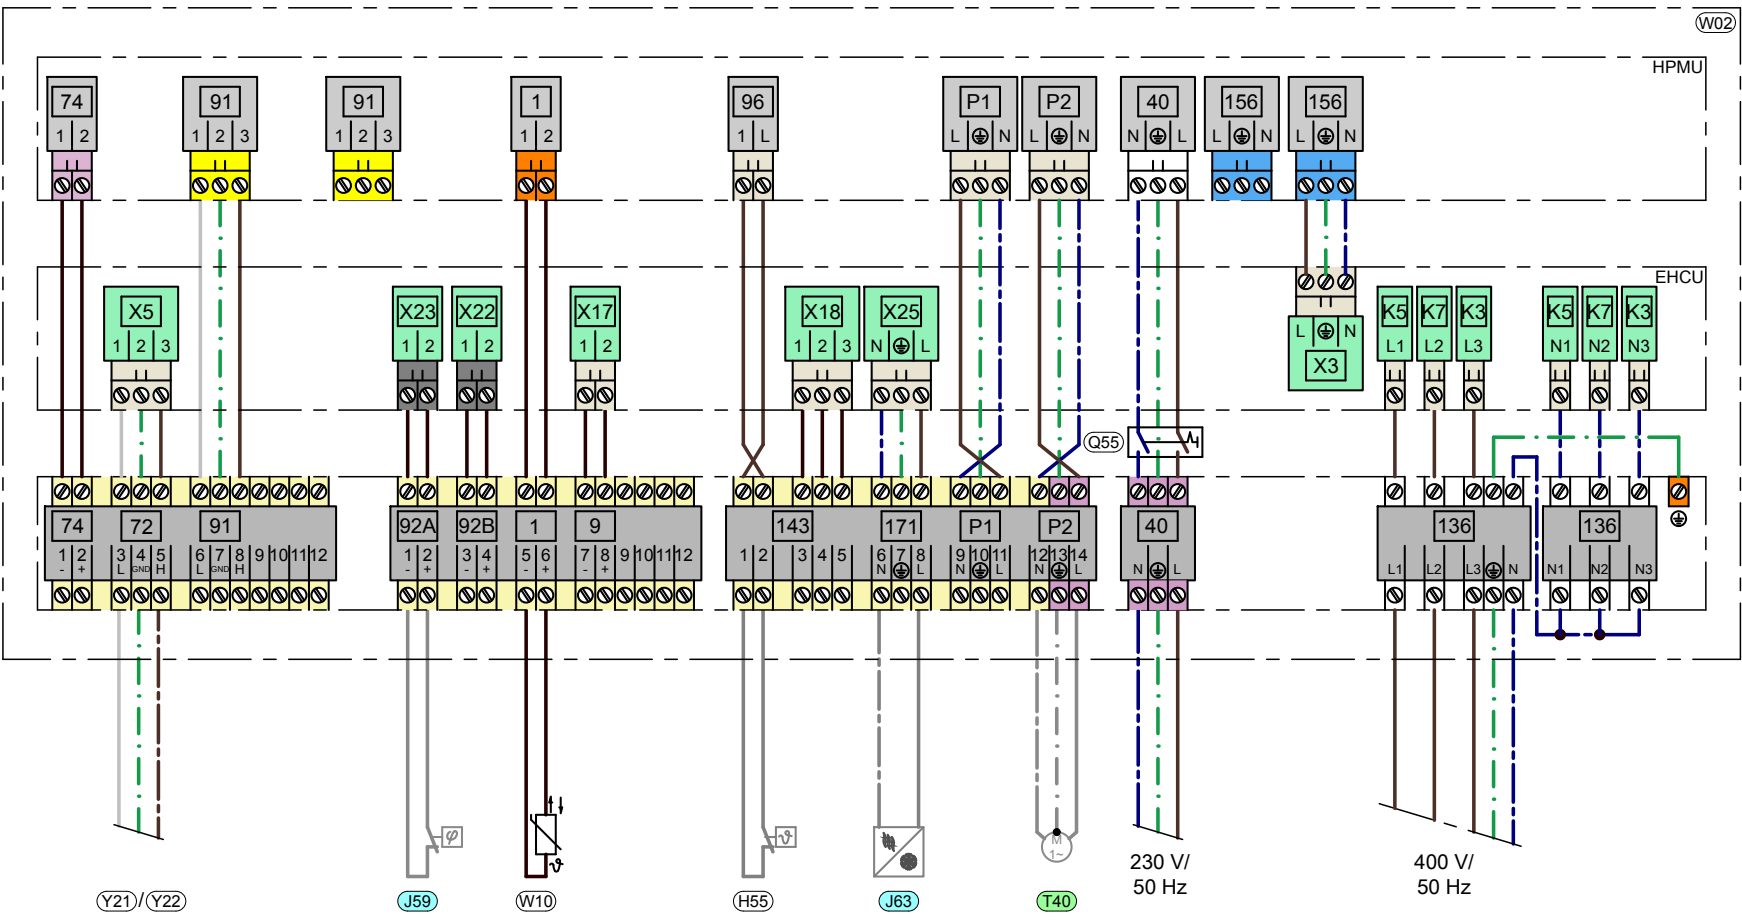 W02
HPMU
74 91 91 1 96 P1 P2 40 156 156
1 2 1 2 3 1 2 3 1 2 1 L L N L N N L L N L N
EHCU
X5 X23 X22 X17 X18 X25 K5 K7 K3 K5 K7 K3
L N
1 2 3 1 2 1 2 1 2 1 2 3 N L L1 L2 L3 N1 N2 N3
X3
Q55
74 72 91 92A 92B 1 9 143 171 P1 P2 40 136 136
1 2 3 4 5 6 7 8 9 10 11 12 1 2 3 4 5 6 7 8 9 10 11 12 1 2 3 4 5 6 7 8 9 10 11 12 13 14
- + L GND H L GND H - + - + - + - + N L N L N L N L L1 L2 L3 N N1 N2 N3
φ ϑ M
1~
ϑ
230 V/ 400 V/
50 Hz 50 Hz
Y21 / Y22 J59 W10 H55 J63 T40